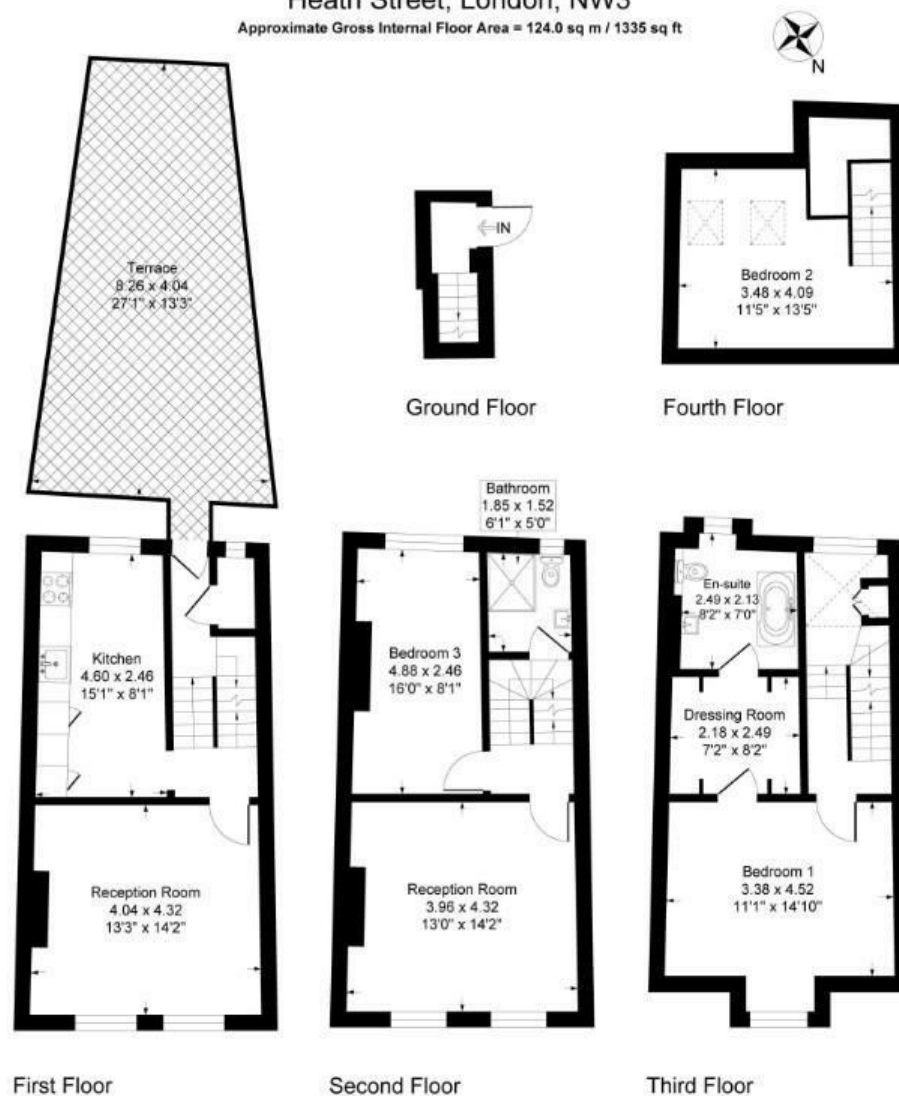 Heath Street, London, NW3
Approximate Gross Internal Floor Area = 124.0 sq m / 1335 sq ft
N
Terrace
8.26 x 4.04
27'1" x 13'3"
IN
Ground Floor
Bedroom 2
3.48 x 4.09
11'5" x 13'5"
Fourth Floor
Kitchen
4.60 x 2.46
15'1" x 8'1"
Reception Room
4.04 x 4.32
13'3" x 14'2"
First Floor
Bathroom
1.85 x 1.52
6'1" x 5'0"
Bedroom 3
4.88 x 2.46
16'0" x 8'1"
Reception Room
3.96 x 4.32
13'0" x 14'2"
Second Floor
En-suite
2.49 x 2.13
8'2" x 7'0"
Dressing Room
2.18 x 2.49
7'2" x 8'2"
Bedroom 1
3.38 x 4.52
11'1" x 14'10"
Third Floor